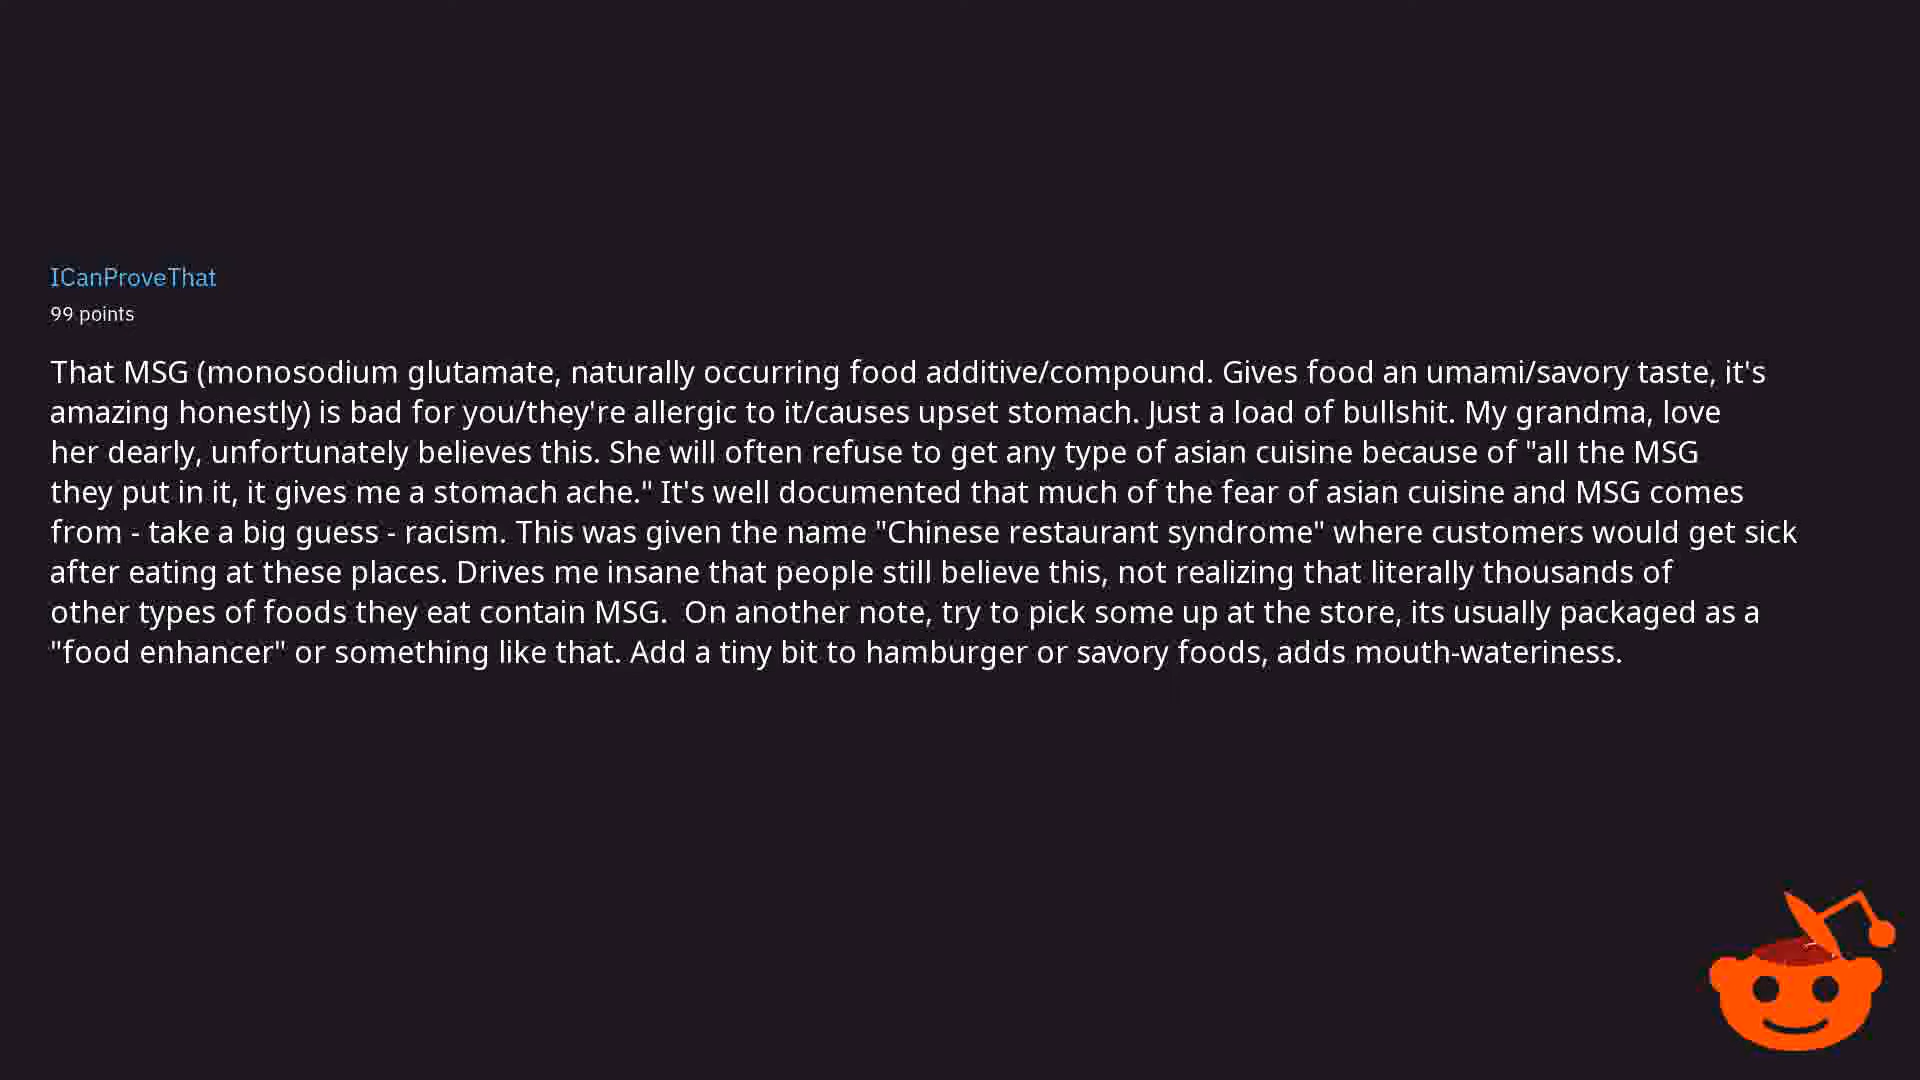 ICanProveThat
99 points
That MSG (monosodium glutamate, naturally occurring food additive/compound. Gives food an umami/savory taste, it's
amazing honestly) is bad for you/they're allergic to it/causes upset stomach. Just a load of bullshit. My grandma, love
her dearly, unfortunately believes this. She will often refuse to get any type of asian cuisine because of "all the MSG
they put in it, it gives me a stomach ache." It's well documented that much of the fear of asian cuisine and MSG comes
from - take a big guess - racism. This was given the name "Chinese restaurant syndrome" where customers would get sick
after eating at these places. Drives me insane that people still believe this, not realizing that literally thousands of
other types of foods they eat contain MSG.  On another note, try to pick some up at the store, its usually packaged as a
"food enhancer" or something like that. Add a tiny bit to hamburger or savory foods, adds mouth-wateriness.